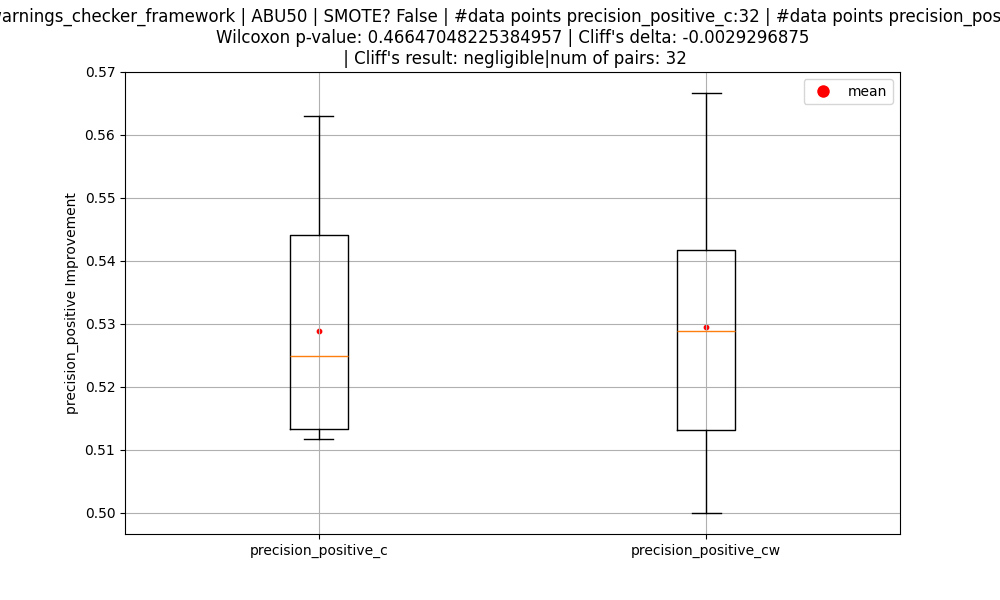 warnings_checker_framework | ABU50 | SMOTE? False | #data points precision_positive_c:32 | #data points
Wilcoxon p-value: 0.46647048225384957 | Cliff's delta: -0.0029296875
| Cliff's result: negligible|num of pairs: 32
0.57
mean
0.56
0.55
0.54
0.53
0.52
0.51
0.50
precision_positive Improvement
precision_positive_c
precision_positive_cw